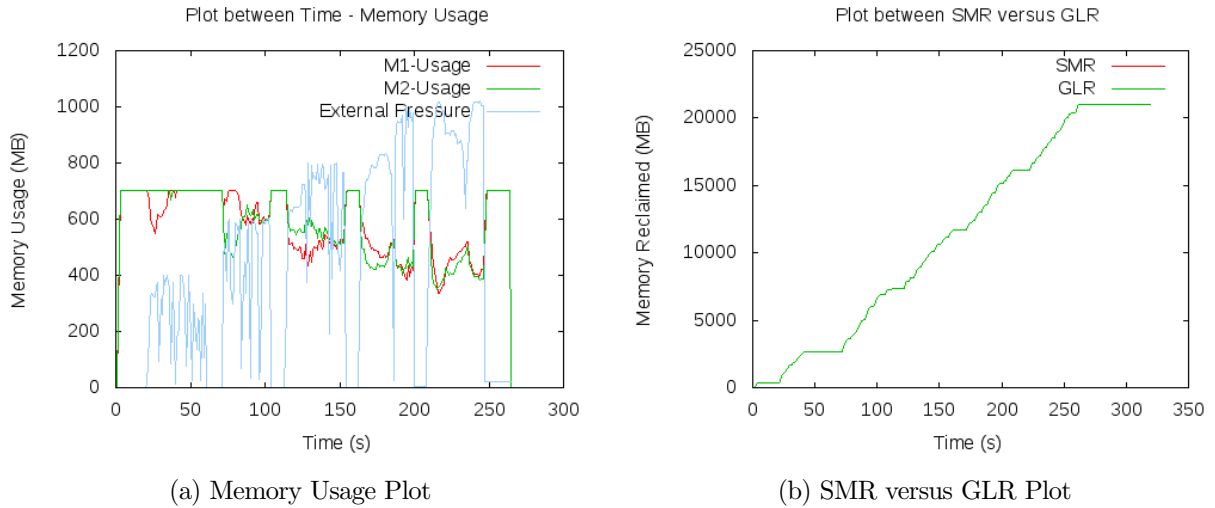 Plot between Time - Memory Usage
1200
1000
800
600
400
200
0
Memory Usage (MB)
M1-Usage
M2-Usage
External Pressure
0 50 100 150 200 250 300
Time (s)
(a) Memory Usage Plot
Plot between SMR versus GLR
25000
20000
15000
10000
5000
0
Memory Reclaimed (MB)
SMR
GLR
0 50 100 150 200 250 300 350
Time (s)
(b) SMR versus GLR Plot